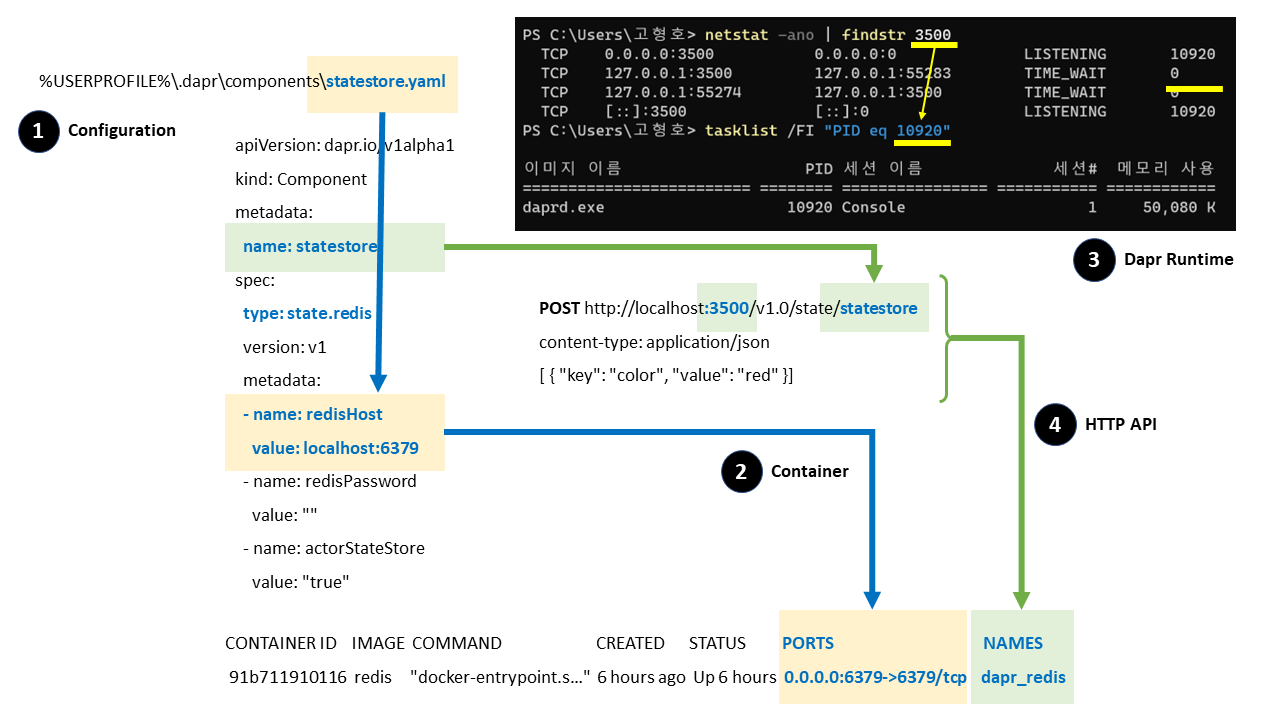 %USERPROFILE%\.dapr\components\statestore.yaml
1 Configuration
apiVersion: dapr.io/v1alpha1
kind: Component
metadata:
name: statestore
spec:
type: state.redis
version: v1
metadata:
- name: redisHost
value: localhost:6379
- name: redisPassword
value: ""
- name: actorStateStore
value: "true"
PS C:\Users\고형호> netstat -ano | findstr 3500
TCP 0.0.0.0:3500 0.0.0.0:0 LISTENING 10920
TCP 127.0.0.1:3500 127.0.0.1:55283 TIME_WAIT 0
TCP 127.0.0.1:55274 127.0.0.1:3500 TIME_WAIT 0
TCP [::]:3500 [::]:0 LISTENING 10920
PS C:\Users\고형호> tasklist /FI "PID eq 10920"
이미지 이름 PID 세션 이름 세션# 메모리 사용
========================= ======== ================ =========== ============
daprd.exe 10920 Console 1 50,080 K
3 Dapr Runtime
POST http://localhost:3500/v1.0/state/statestore
content-type: application/json
[ { "key": "color", "value": "red" }]
4 HTTP API
2 Container
CONTAINER ID IMAGE COMMAND CREATED STATUS PORTS NAMES
91b711910116 redis "docker-entrypoint.s…" 6 hours ago Up 6 hours 0.0.0.0:6379->6379/tcp dapr_redis